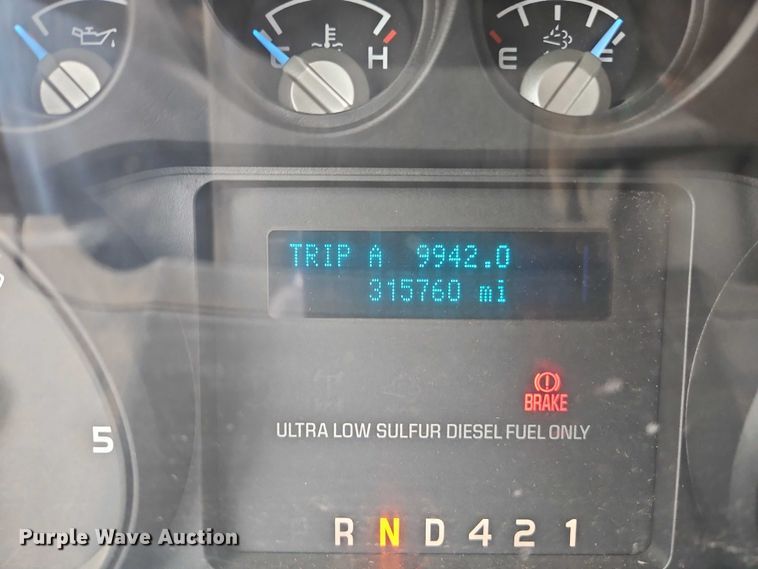 C H
E F
TRIP A 9942.0
315760 mi
BRAKE
ULTRA LOW SULFUR DIESEL FUEL ONLY
5
R N D 4 2 1
Purple Wave Auction